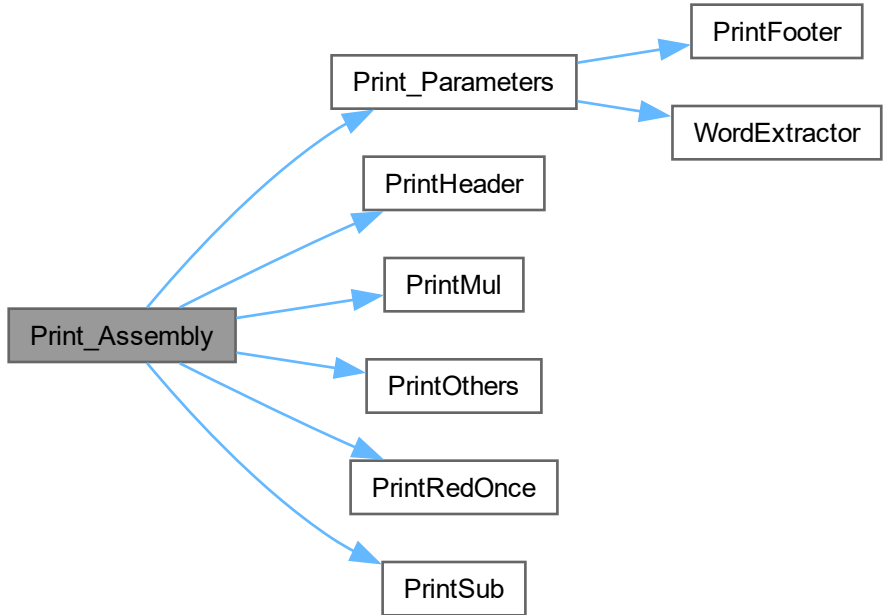 PrintFooter
Print_Parameters
WordExtractor
PrintHeader
PrintMul
Print_Assembly
PrintOthers
PrintRedOnce
PrintSub